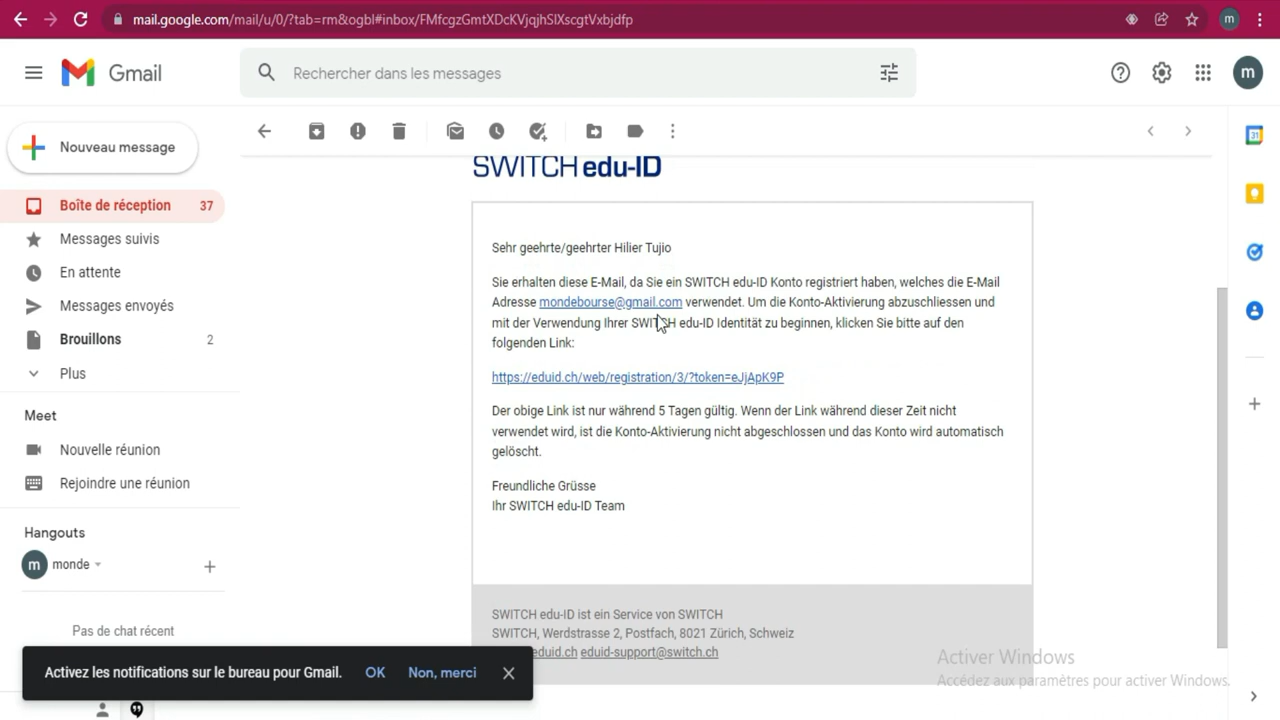 mail.google.com/mail/u/0/?tab=rm&ogbl#inbox/FMfcgzGmtXDcKVjqjhSlXscgtVxbjdfp
m
Gmail
Rechercher dans les messages
m
Nouveau message
SWITCH edu-ID
31
Boîte de réception 37
Messages suivis
En attente
Messages envoyés
Brouillons 2
Plus
Meet
Nouvelle réunion
Rejoindre une réunion
Hangouts
m monde
Pas de chat récent
Sehr geehrte/geehrter Hilier Tujio
Sie erhalten diese E-Mail, da Sie ein SWITCH edu-ID Konto registriert haben, welches die E-Mail
Adresse mondebourse@gmail.com verwendet. Um die Konto-Aktivierung abzuschliessen und
mit der Verwendung Ihrer SWITCH edu-ID Identität zu beginnen, klicken Sie bitte auf den
folgenden Link:
https://eduid.ch/web/registration/3/?token=eJjApK9P
Der obige Link ist nur während 5 Tagen gültig. Wenn der Link während dieser Zeit nicht
verwendet wird, ist die Konto-Aktivierung nicht abgeschlossen und das Konto wird automatisch
gelöscht.
Freundliche Grüsse
Ihr SWITCH edu-ID Team
SWITCH edu-ID ist ein Service von SWITCH
SWITCH, Werdstrasse 2, Postfach, 8021 Zürich, Schweiz
eduid.ch eduid-support@switch.ch
Activez les notifications sur le bureau pour Gmail. OK Non, merci
Activer Windows
Accédez aux paramètres pour activer Windows.